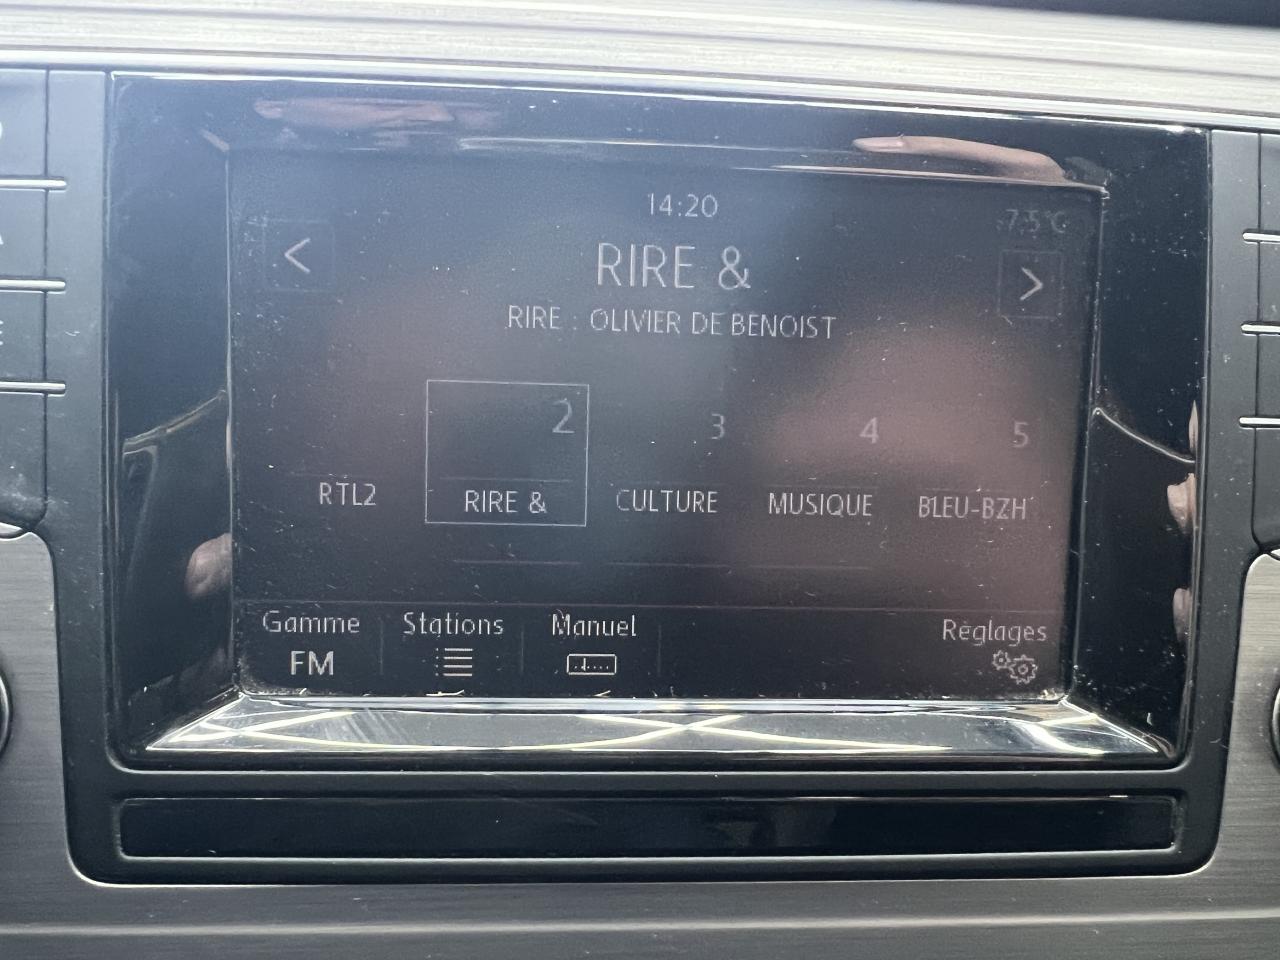 14:20
7.5°C
RIRE &
RIRE : OLIVIER DE BENOIST
2
3
4
5
RTL2
RIRE &
CULTURE
MUSIQUE
BLEU-BZH
Gamme
Stations
Manuel
Réglages
FM